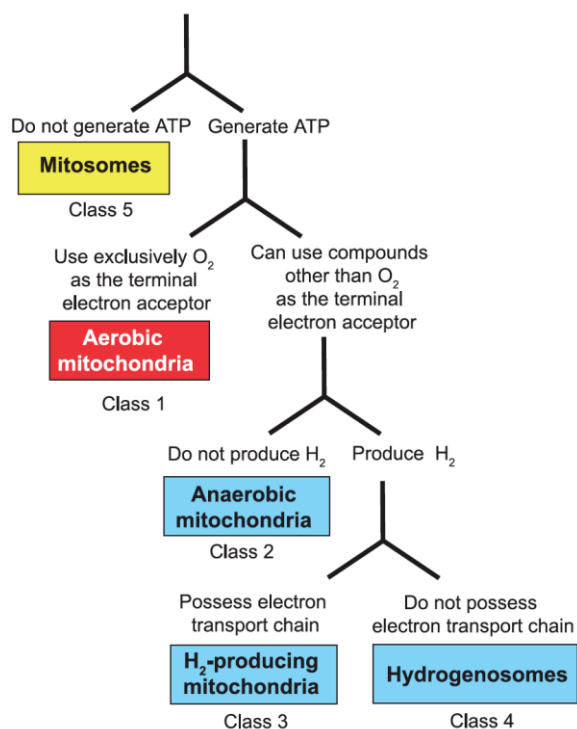 Do not generate ATP
Generate ATP
Mitosomes
Class 5
Use exclusively O₂
as the terminal
electron acceptor
Aerobic
mitochondria
Class 1
Can use compounds
other than O₂
as the terminal
electron acceptor
Do not produce H₂
Produce H₂
Anaerobic
mitochondria
Class 2
Possess electron
transport chain
H₂-producing
mitochondria
Class 3
Do not possess
electron transport chain
Hydrogenosomes
Class 4